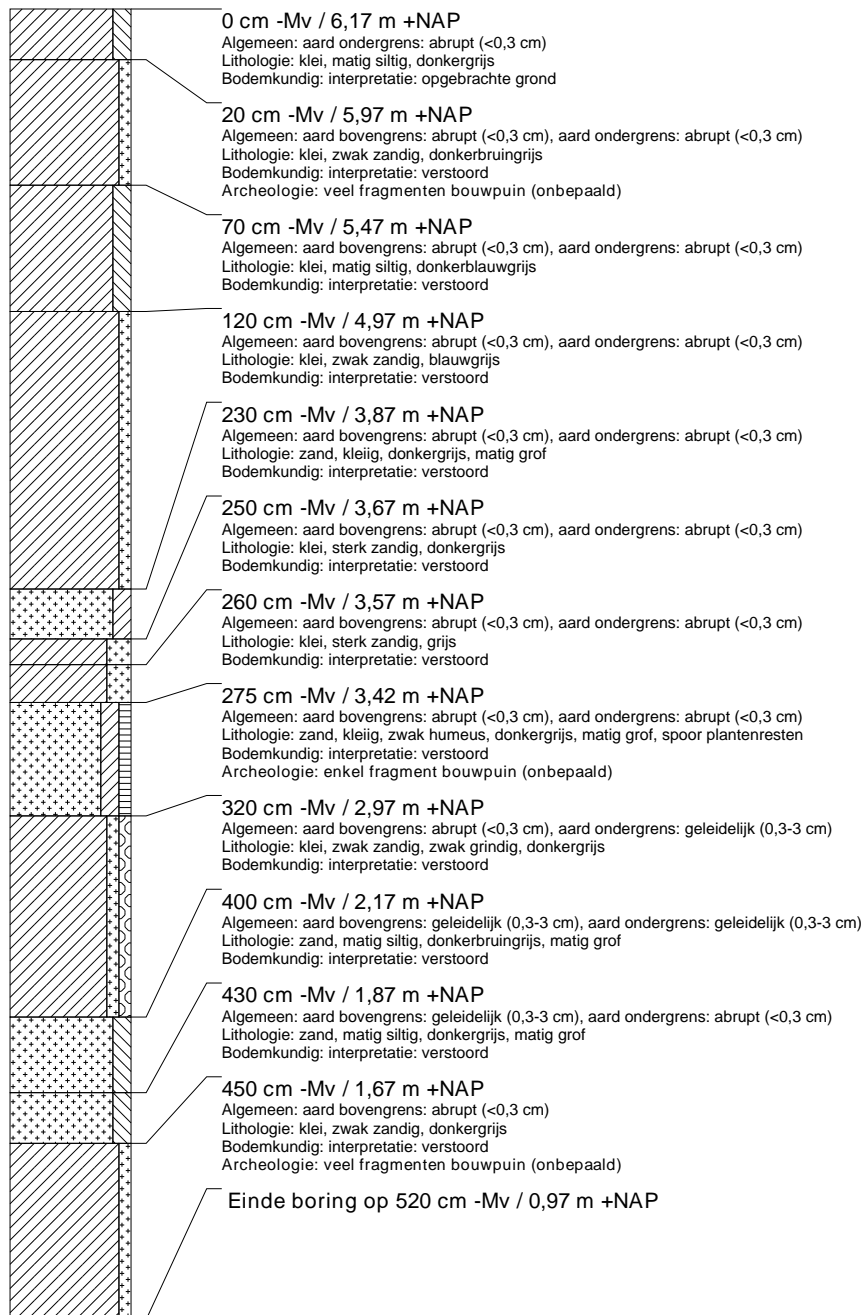 0 cm -Mv / 6,17 m +NAP
Algemeen: aard ondergrens: abrupt (<0,3 cm)
Lithologie: klei, matig siltig, donkergrijs
Bodemkundig: interpretatie: opgebrachte grond
20 cm -Mv / 5,97 m +NAP
Algemeen: aard bovengrens: abrupt (<0,3 cm), aard ondergrens: abrupt (<0,3 cm)
Lithologie: klei, zwak zandig, donkerbruingrijs
Bodemkundig: interpretatie: verstoord
Archeologie: veel fragmenten bouwpuin (onbepaald)
70 cm -Mv / 5,47 m +NAP
Algemeen: aard bovengrens: abrupt (<0,3 cm), aard ondergrens: abrupt (<0,3 cm)
Lithologie: klei, matig siltig, donkerblauwgrijs
Bodemkundig: interpretatie: verstoord
120 cm -Mv / 4,97 m +NAP
Algemeen: aard bovengrens: abrupt (<0,3 cm), aard ondergrens: abrupt (<0,3 cm)
Lithologie: klei, zwak zandig, blauwgrijs
Bodemkundig: interpretatie: verstoord
230 cm -Mv / 3,87 m +NAP
Algemeen: aard bovengrens: abrupt (<0,3 cm), aard ondergrens: abrupt (<0,3 cm)
Lithologie: zand, kleiig, donkergrijs, matig grof
Bodemkundig: interpretatie: verstoord
250 cm -Mv / 3,67 m +NAP
Algemeen: aard bovengrens: abrupt (<0,3 cm), aard ondergrens: abrupt (<0,3 cm)
Lithologie: klei, sterk zandig, donkergrijs
Bodemkundig: interpretatie: verstoord
260 cm -Mv / 3,57 m +NAP
Algemeen: aard bovengrens: abrupt (<0,3 cm), aard ondergrens: abrupt (<0,3 cm)
Lithologie: klei, sterk zandig, grijs
Bodemkundig: interpretatie: verstoord
275 cm -Mv / 3,42 m +NAP
Algemeen: aard bovengrens: abrupt (<0,3 cm), aard ondergrens: abrupt (<0,3 cm)
Lithologie: zand, kleiig, zwak humeus, donkergrijs, matig grof, spoor plantenresten
Bodemkundig: interpretatie: verstoord
Archeologie: enkel fragment bouwpuin (onbepaald)
320 cm -Mv / 2,97 m +NAP
Algemeen: aard bovengrens: abrupt (<0,3 cm), aard ondergrens: geleidelijk (0,3-3 cm)
Lithologie: klei, zwak zandig, zwak grindig, donkergrijs
Bodemkundig: interpretatie: verstoord
400 cm -Mv / 2,17 m +NAP
Algemeen: aard bovengrens: geleidelijk (0,3-3 cm), aard ondergrens: geleidelijk (0,3-3 cm)
Lithologie: zand, matig siltig, donkerbruingrijs, matig grof
Bodemkundig: interpretatie: verstoord
430 cm -Mv / 1,87 m +NAP
Algemeen: aard bovengrens: geleidelijk (0,3-3 cm), aard ondergrens: abrupt (<0,3 cm)
Lithologie: zand, matig siltig, donkergrijs, matig grof
Bodemkundig: interpretatie: verstoord
450 cm -Mv / 1,67 m +NAP
Algemeen: aard bovengrens: abrupt (<0,3 cm)
Lithologie: klei, zwak zandig, donkergrijs
Bodemkundig: interpretatie: verstoord
Archeologie: veel fragmenten bouwpuin (onbepaald)
Einde boring op 520 cm -Mv / 0,97 m +NAP